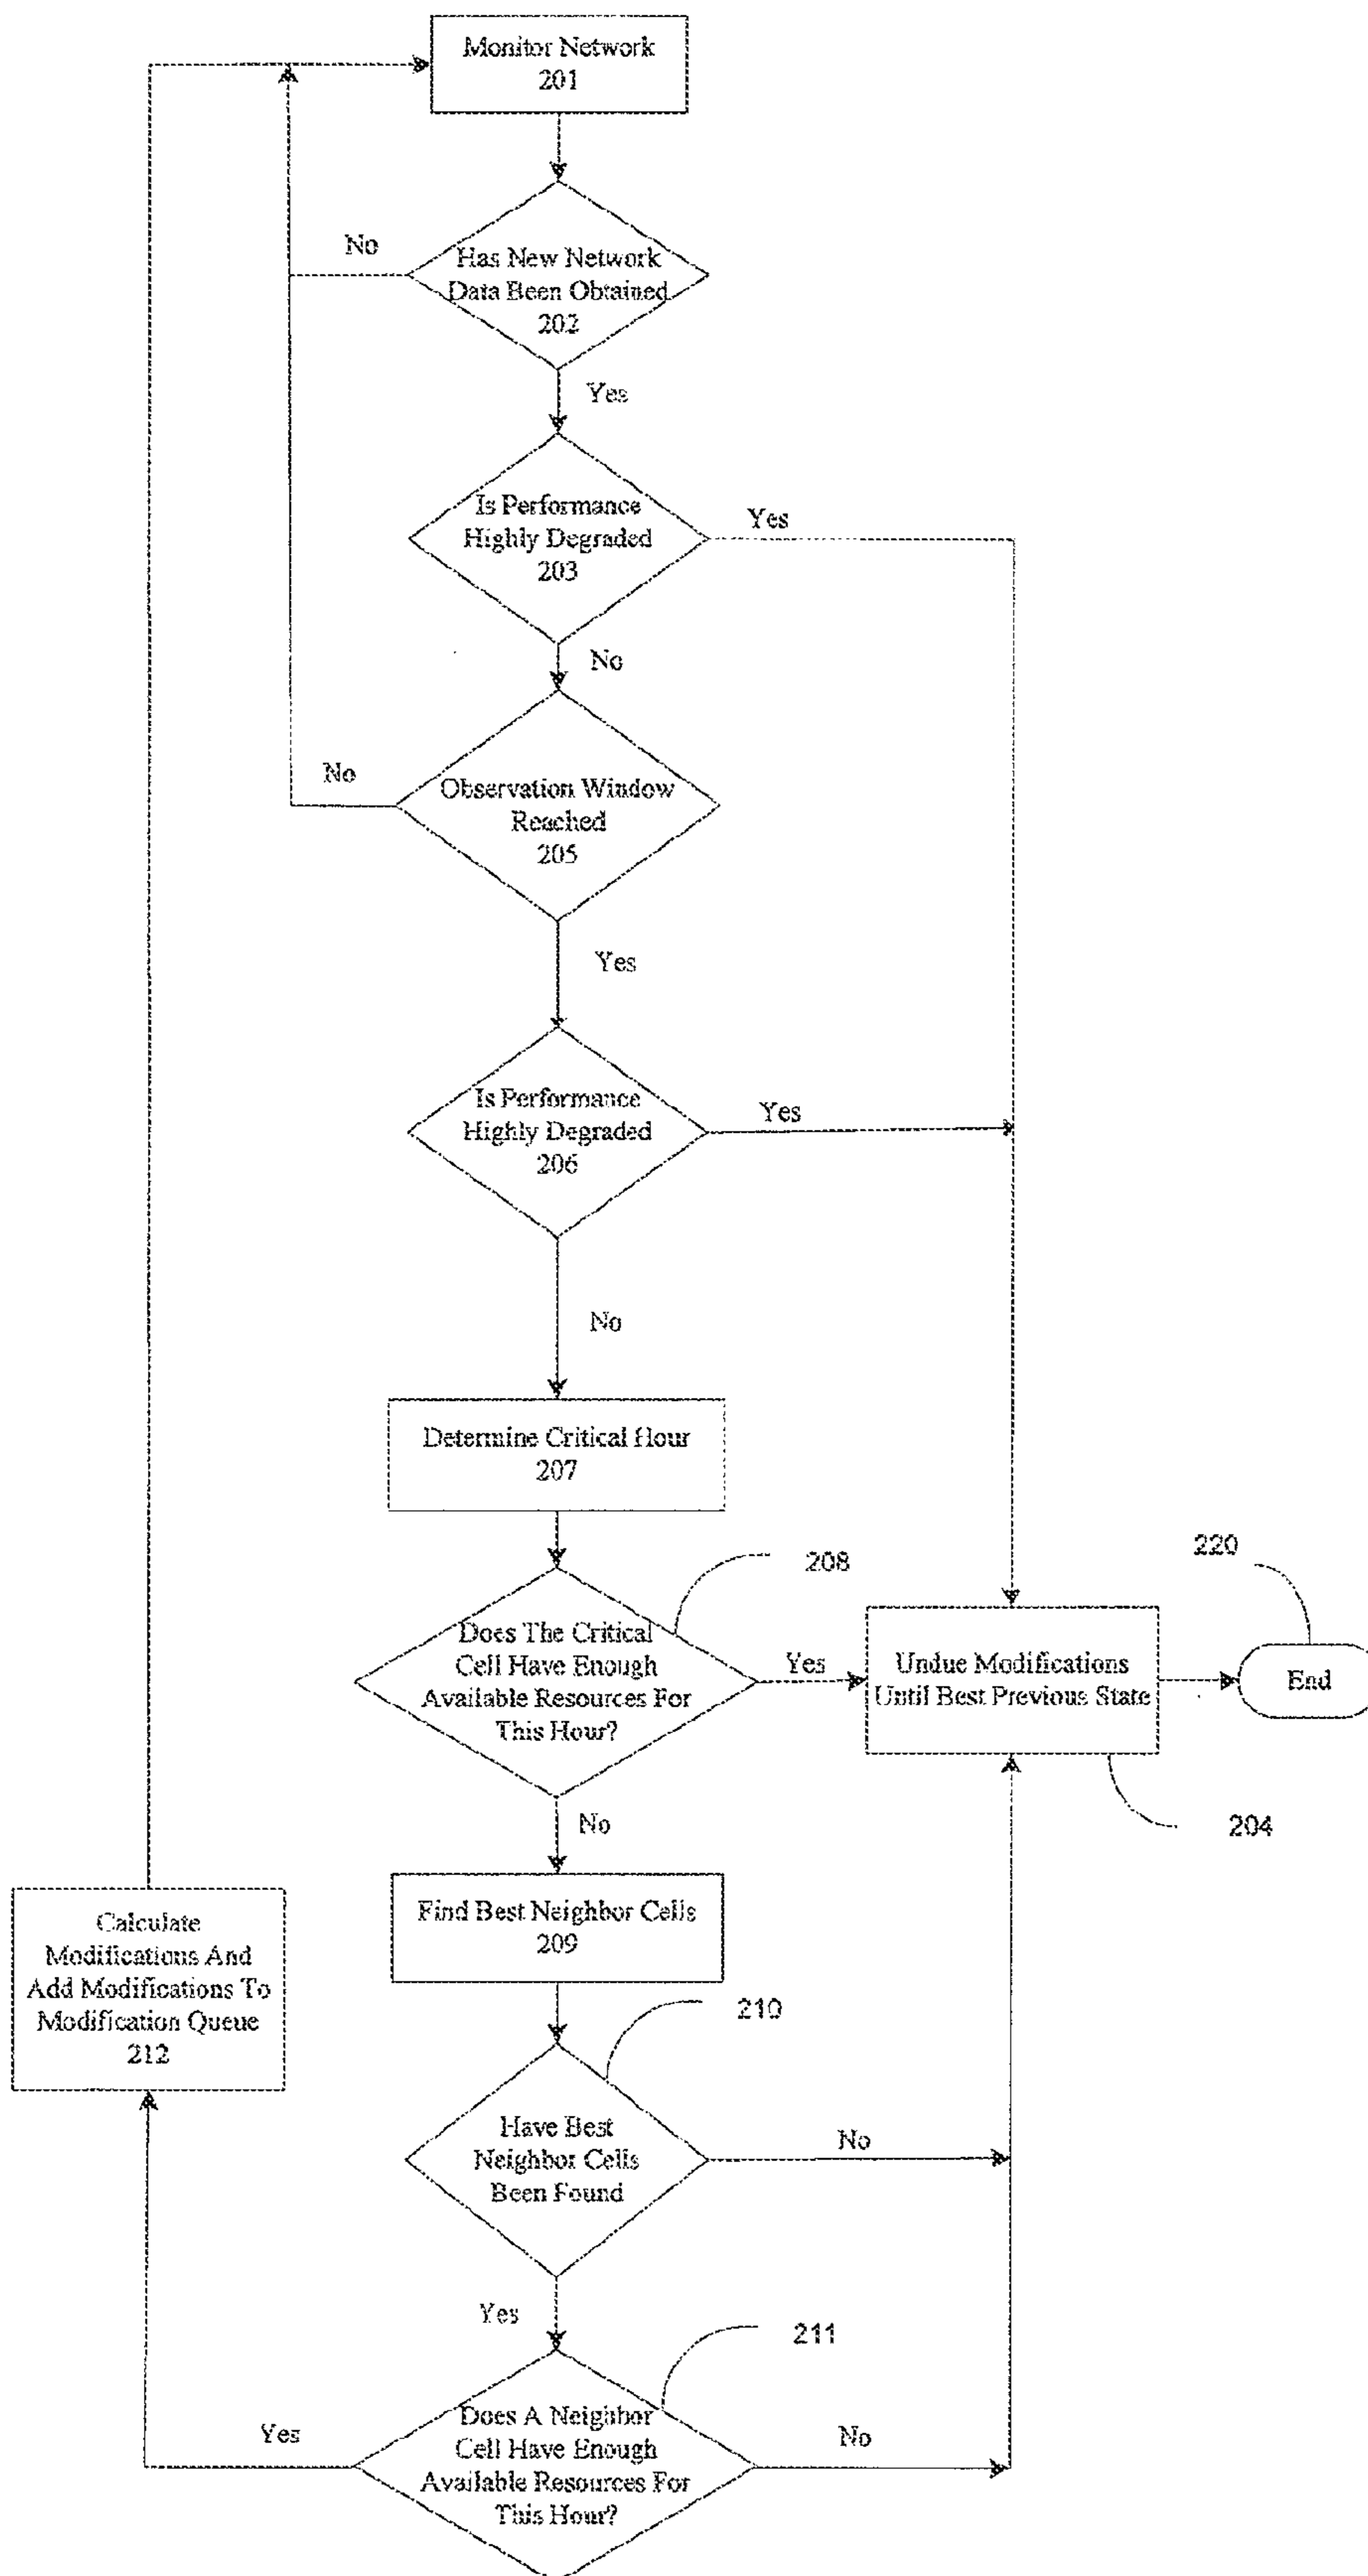 Monitor Network
201
No
Has New Network
Data Been Obtained
202
Yes
Is Performance
Highly Degraded
203
Yes
No
No
Observation Window
Reached
205
Yes
Is Performance
Highly Degraded
206
Yes
No
Determine Critical Hour
207
208
220
Does The Critical
Cell Have Enough
Available Resources For
This Hour?
Yes
Undue Modifications
Until Best Previous State
End
No
204
Find Best Neighbor Cells
209
Calculate
Modifications And
Add Modifications To
Modification Queue
212
210
Have Best
Neighbor Cells
Been Found
No
Yes
211
Yes
Does A Neighbor
Cell Have Enough
Available Resources For
This Hour?
No